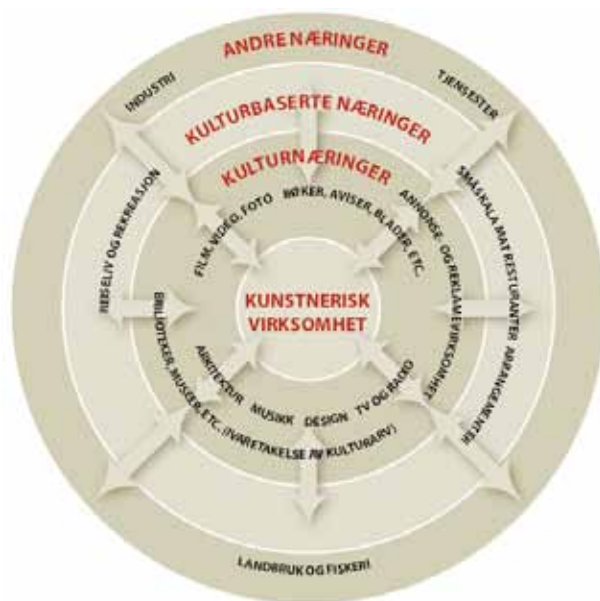 ANDRE NÆRINGER
INDUSTRI
TJENSESTER
KULTURBASERTE NÆRINGER
KULTURNÆRINGER
REISELIV OG REKREASJON
SMÅSKALA MAT RESTURANTER ARRANGEMENTER
FILM, VIDEO, FOTO
BØKER, AVISER, BLADER, ETC.
ANNONSE- OG REKLAMEVIRKSOMHET
KUNSTNERISK
VIRKSOMHET
ARKITEKTUR MUSIKK DESIGN TV OG RADIO
BIBLIOTEKER, MUSEER, ETC. (IVARETAKELSE AV KULTURARV)
LANDBRUK OG FISKERI